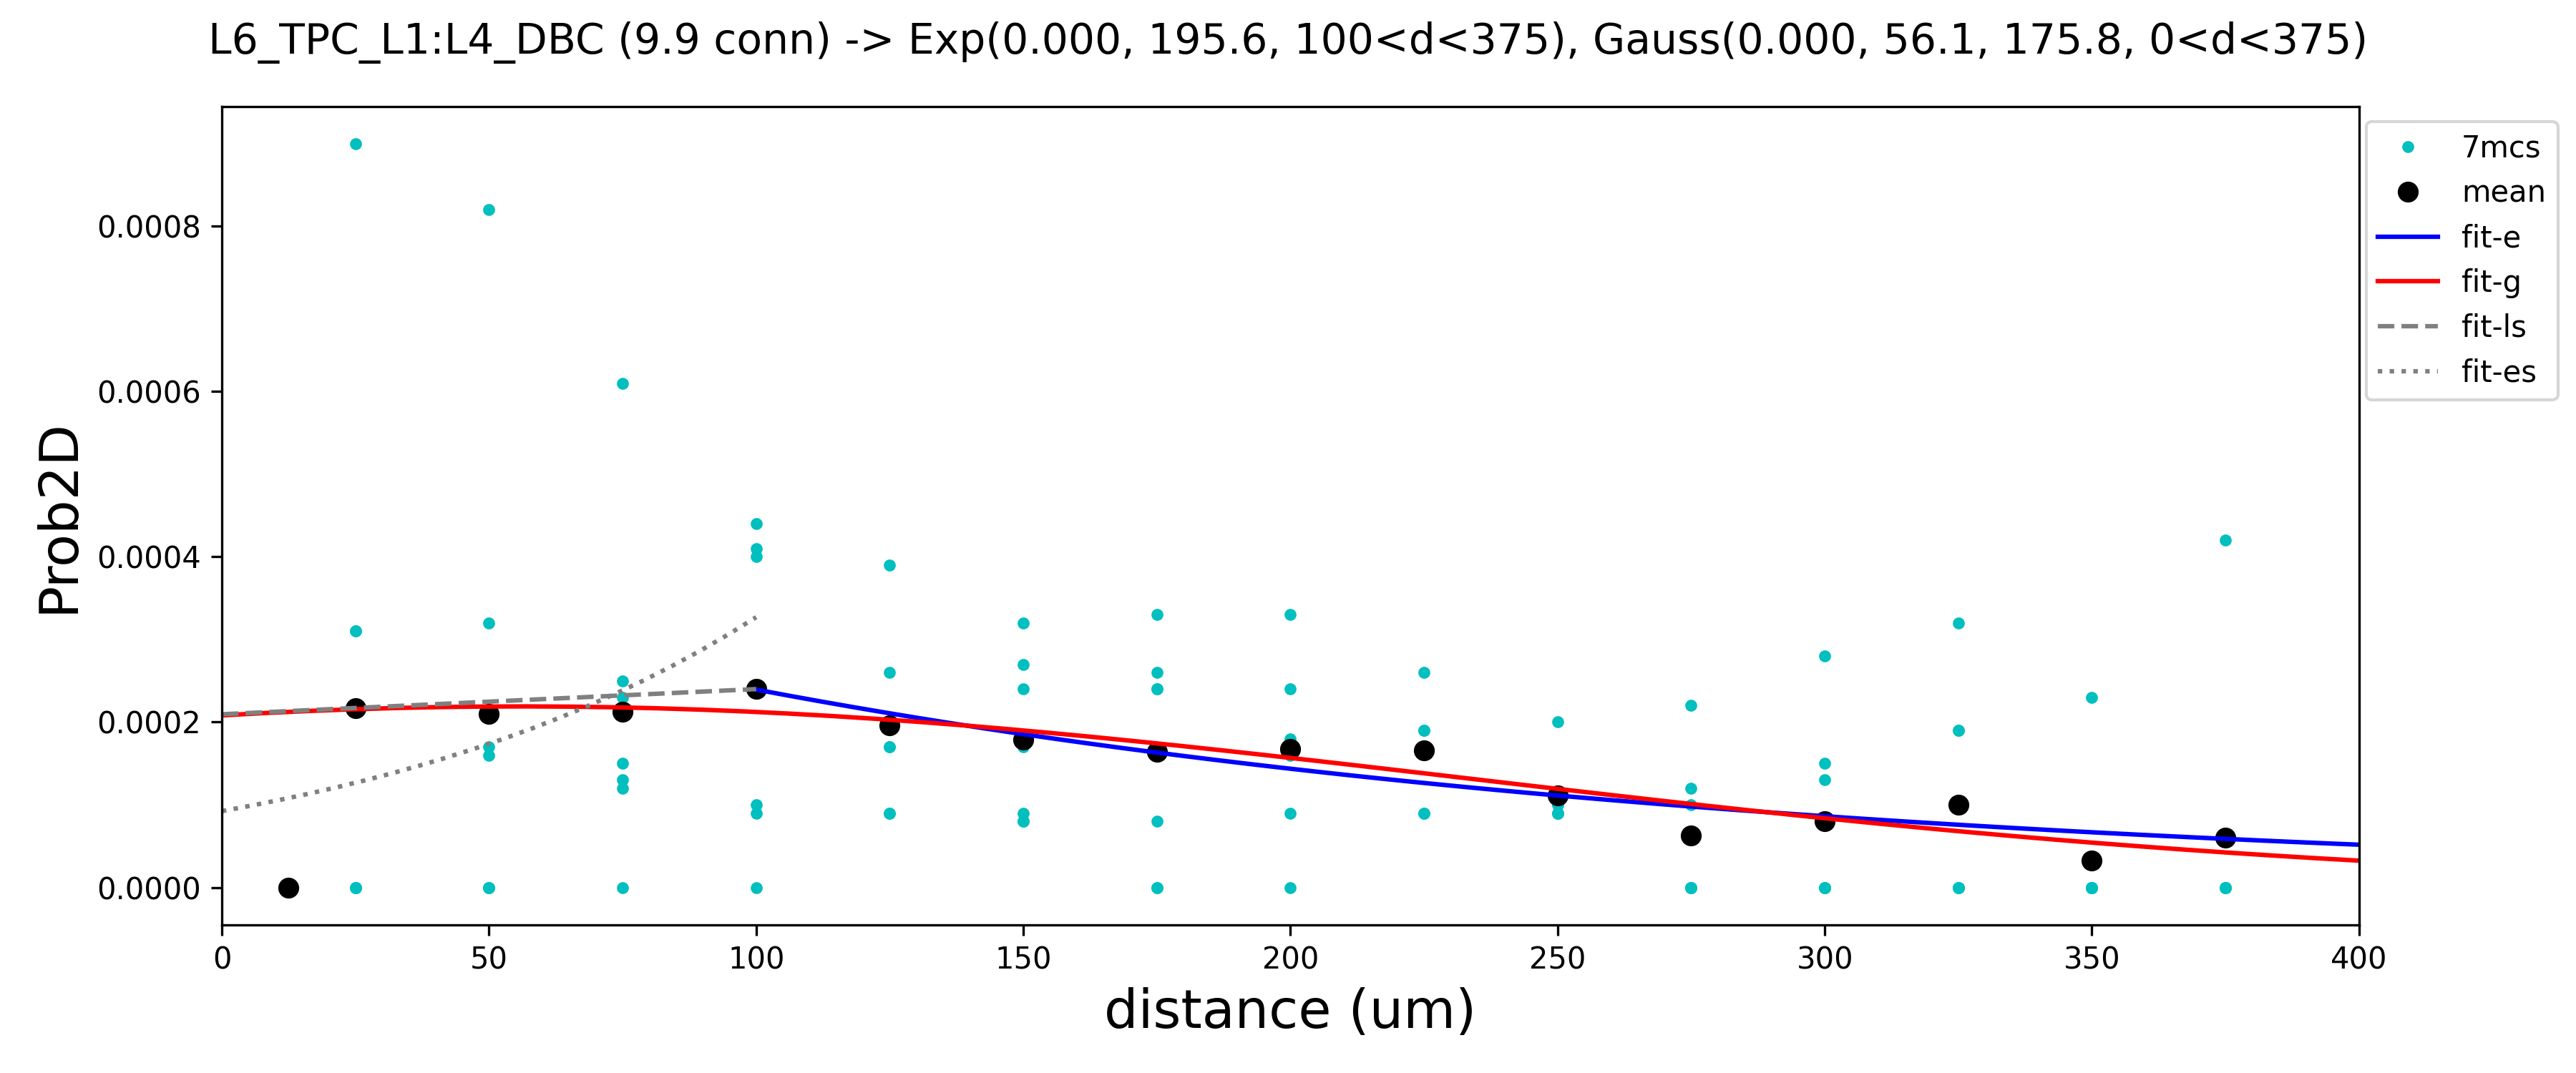 L6_TPC_L1:L4_DBC (9.9 conn) -> Exp(0.000, 195.6, 100<d<375), Gauss(0.000, 56.1, 175.8, 0<d<375)
7mcs
mean
fit-e
fit-g
fit-ls
fit-es
Prob2D
0.0008
0.0006
0.0004
0.0002
0.0000
0 50 100 150 200 250 300 350 400
distance (um)